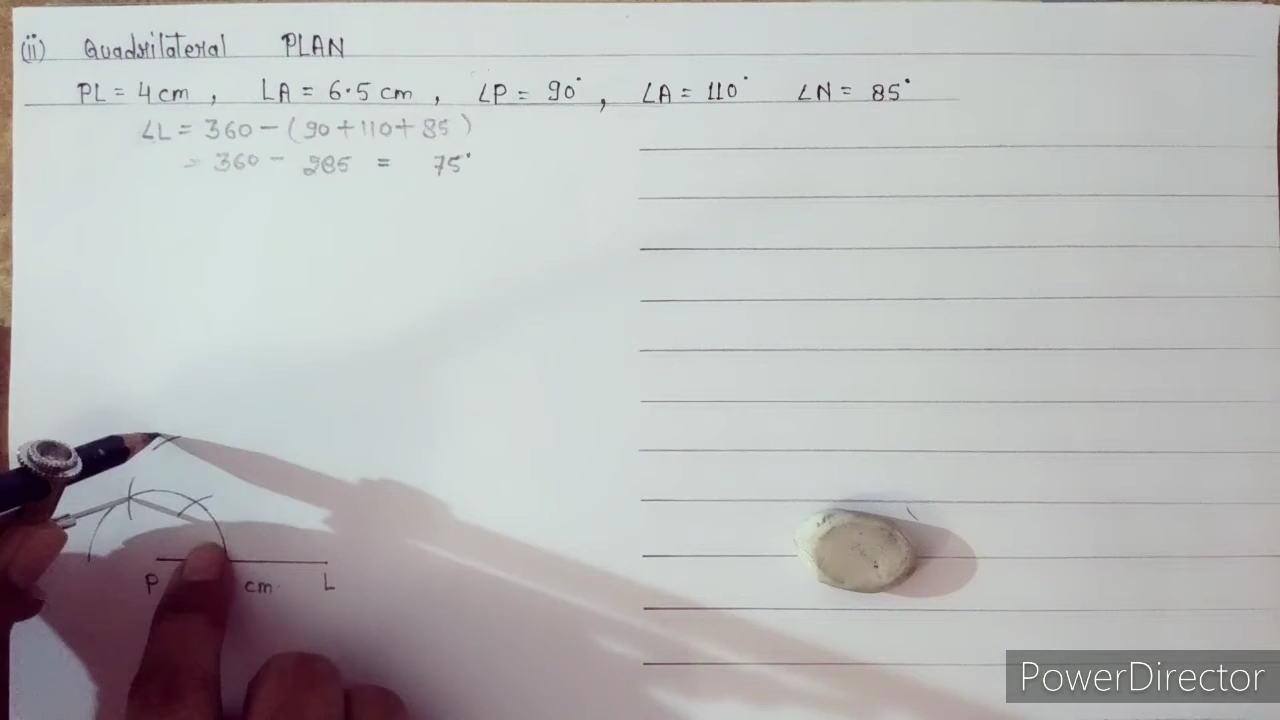 (ii) Quadrilateral PLAN
PL = 4 cm , LA = 6.5 cm , ∠P = 90° , ∠A = 110° ∠N = 85°
∠L = 360 - ( 90 + 110 + 85 )
= 360 - 285 = 75°
P cm L
PowerDirector